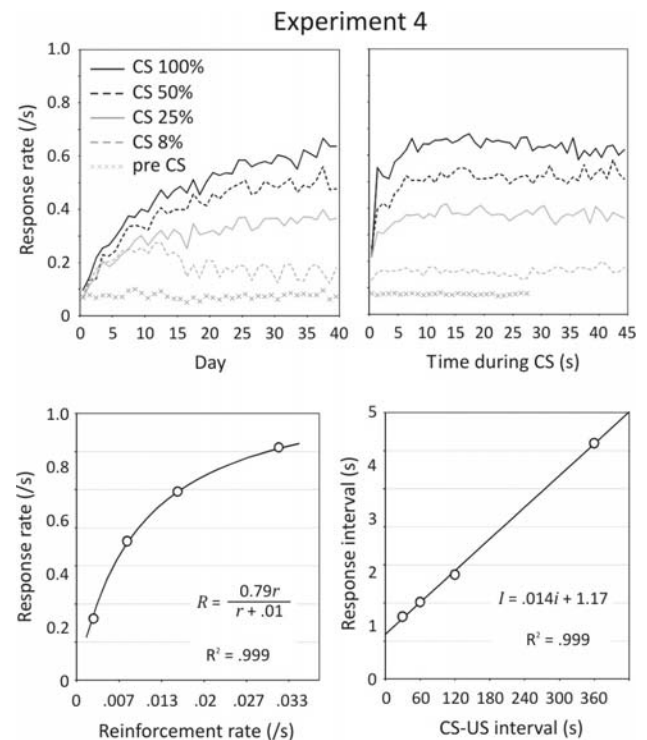 Experiment 4
1.0
0.8
0.6
0.4
0.2
0
Response rate (/s)
CS 100%
CS 50%
CS 25%
CS 8%
pre CS
0 5 10 15 20 25 30 35 40
Day
0 5 10 15 20 25 30 35 40 45
Time during CS (s)
1.0
0.8
0.6
0.4
0.2
0
Response rate (/s)
R = 0.79r / r + .01
R² = .999
0 .007 .013 .02 .027 .033
Reinforcement rate (/s)
5
4
3
2
1
0
Response interval (s)
I = .014i + 1.17
R² = .999
0 60 120 180 240 300 360
CS-US interval (s)